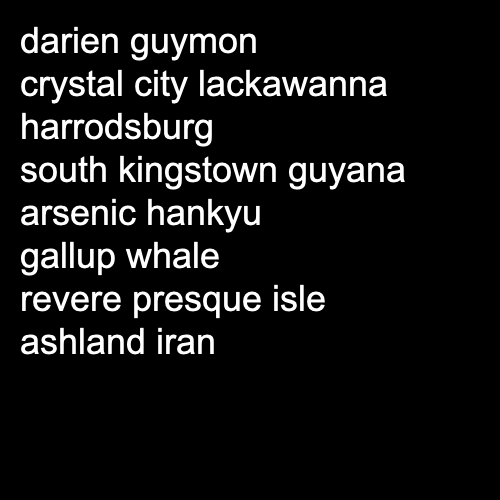 darien guymon
crystal city lackawanna
harrodsburg
south kingstown guyana
arsenic hankyu
gallup whale
revere presque isle
ashland iran